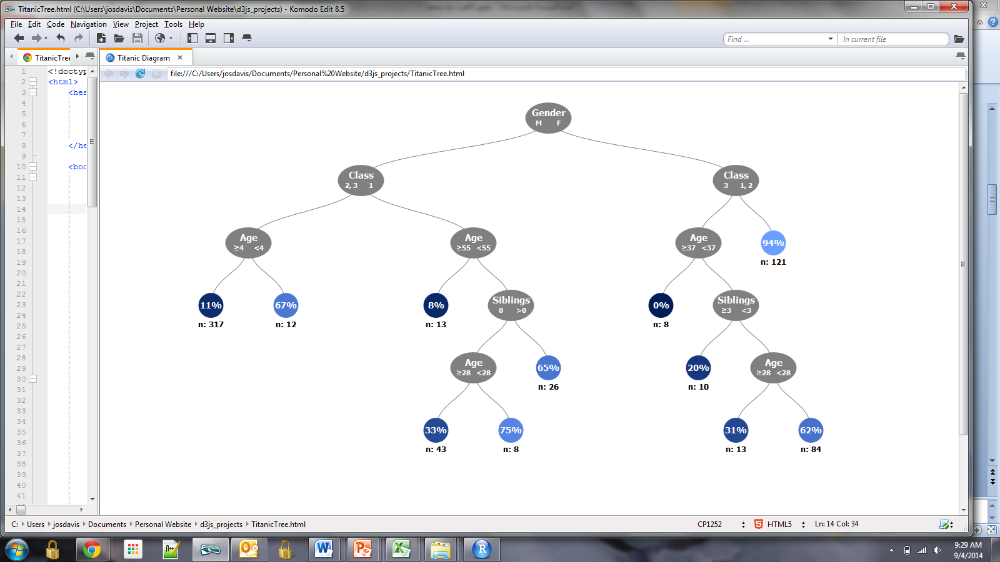 TitanicTree.html (C:\Users\josdavis\Documents\Personal Website\d3js_projects) - Komodo Edit 8.5
File Edit Code Navigation View Project Tools Help
Find ... In current file
TitanicTree Titanic Diagram
file:///C:/Users/josdavis/Documents/Personal%20Website/d3js_projects/TitanicTree.html
1 <!doctyp
2 <html>
3 <hea
4
5
6
7
8 </he
9
10 <boc
11
12
13
14
15
16
17
18
19
20
21
22
23
24
25
26
27
28
29
30
31
32
33
34
35
36
37
38
39
40
41
Gender
M F
Class
2, 3 1
Class
3 1, 2
Age
≥4 <4
Age
≥55 <55
Age
≥37 <37
94%
n: 121
11%
n: 317
67%
n: 12
8%
n: 13
Siblings
0 >0
0%
n: 8
Siblings
≥3 <3
Age
≥28 <28
65%
n: 26
20%
n: 10
Age
≥28 <28
33%
n: 43
75%
n: 8
31%
n: 13
62%
n: 84
C: Users josdavis Documents Personal Website d3js_projects TitanicTree.html
CP1252 HTML5 Ln: 14 Col: 34
9:29 AM
9/4/2014